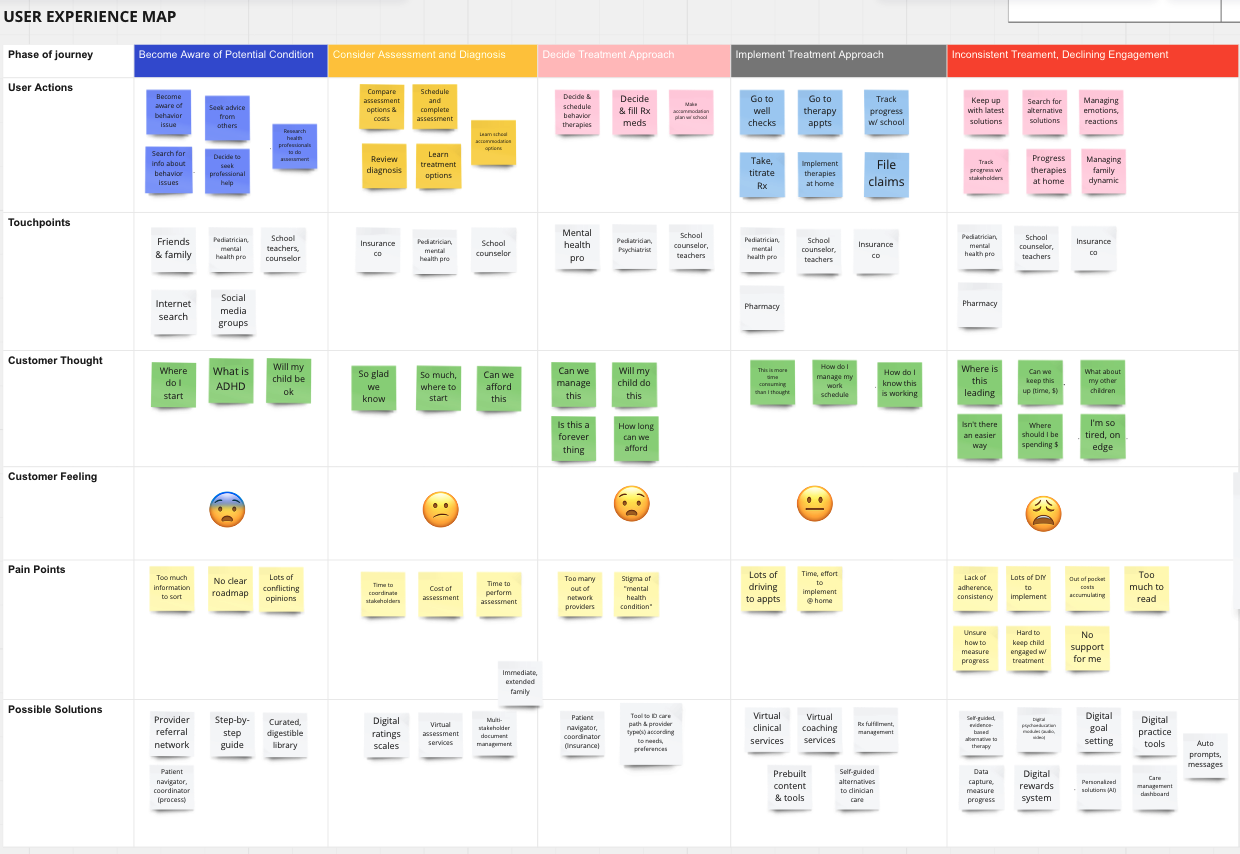 USER EXPERIENCE MAP
Phase of journey
Become Aware of Potential Condition
Consider Assessment and Diagnosis
Decide Treatment Approach
Implement Treatment Approach
Inconsistent Treament, Declining Engagement
User Actions
Become
aware of
behavior
issue
Seek advice
from
others
Research
health
professionals
to do
assessment
Search for
info about
behavior
issues
Decide to
seek
professional
help
Compare
assessment
options &
costs
Schedule
and
complete
assessment
Learn school
accommodation
options
Review
diagnosis
Learn
treatment
options
Decide &
schedule
behavior
therapies
Decide
& fill Rx
meds
Make
accommodation
plan w/ school
Go to
well
checks
Go to
therapy
appts
Track
progress
w/ school
Take,
titrate
Rx
Implement
therapies
at home
File
claims
Keep up
with latest
solutions
Search for
alternative
solutions
Managing
emotions,
reactions
Track
progress w/
stakeholders
Progress
therapies
at home
Managing
family
dynamic
Touchpoints
Friends
& family
Pediatrician,
mental
health pro
School
teachers,
counselor
Internet
search
Social
media
groups
Insurance
co
Pediatrician,
mental
health pro
School
counselor
Mental
health
pro
Pediatrician,
Psychiatrist
School
counselor,
teachers
Pediatrician,
mental
health pro
School
counselor,
teachers
Insurance
co
Pharmacy
Pediatrician,
mental
health pro
School
counselor,
teachers
Insurance
co
Pharmacy
Customer Thought
Where
do I
start
What is
ADHD
Will my
child be
ok
So glad
we
know
So much,
where to
start
Can we
afford
this
Can we
manage
this
Will my
child do
this
Is this a
forever
thing
How long
can we
afford
This is more
time
consuming
than I thought
How do I
manage my
work
schedule
How do I
know this
is working
Where is
this
leading
Can we
keep this
up (time, $)
What about
my other
children
Isn't there
an easier
way
Where
should I be
spending $
I'm so
tired, on
edge
Customer Feeling
Pain Points
Too much
information
to sort
No clear
roadmap
Lots of
conflicting
opinions
Time to
coordinate
stakeholders
Cost of
assessment
Time to
perform
assessment
Too many
out of
network
providers
Stigma of
"mental
health
condition"
Lots of
driving
to appts
Time, effort
to
implement
@ home
Lack of
adherence,
consistency
Lots of DIY
to
implement
Out of pocket
costs
accumulating
Too
much to
read
Unsure
how to
measure
progress
Hard to
keep child
engaged w/
treatment
No
support
for me
Immediate,
extended
family
Possible Solutions
Provider
referral
network
Step-by-
step
guide
Curated,
digestible
library
Patient
navigator,
coordinator
(process)
Digital
ratings
scales
Virtual
assessment
services
Multi-
stakeholder
document
management
Patient
navigator,
coordinator
(Insurance)
Tool to ID care
path & provider
type(s) according
to needs,
preferences
Virtual
clinical
services
Virtual
coaching
services
Rx fulfillment,
management
Prebuilt
content
& tools
Self-guided
alternatives
to clinician
care
Self-guided,
evidence-
based
alternative to
therapy
Digital
psychoeducation
modules (audio,
video)
Digital
goal
setting
Digital
practice
tools
Auto
prompts,
messages
Data
capture,
measure
progress
Digital
rewards
system
Personalized
solutions (AI)
Care
management
dashboard